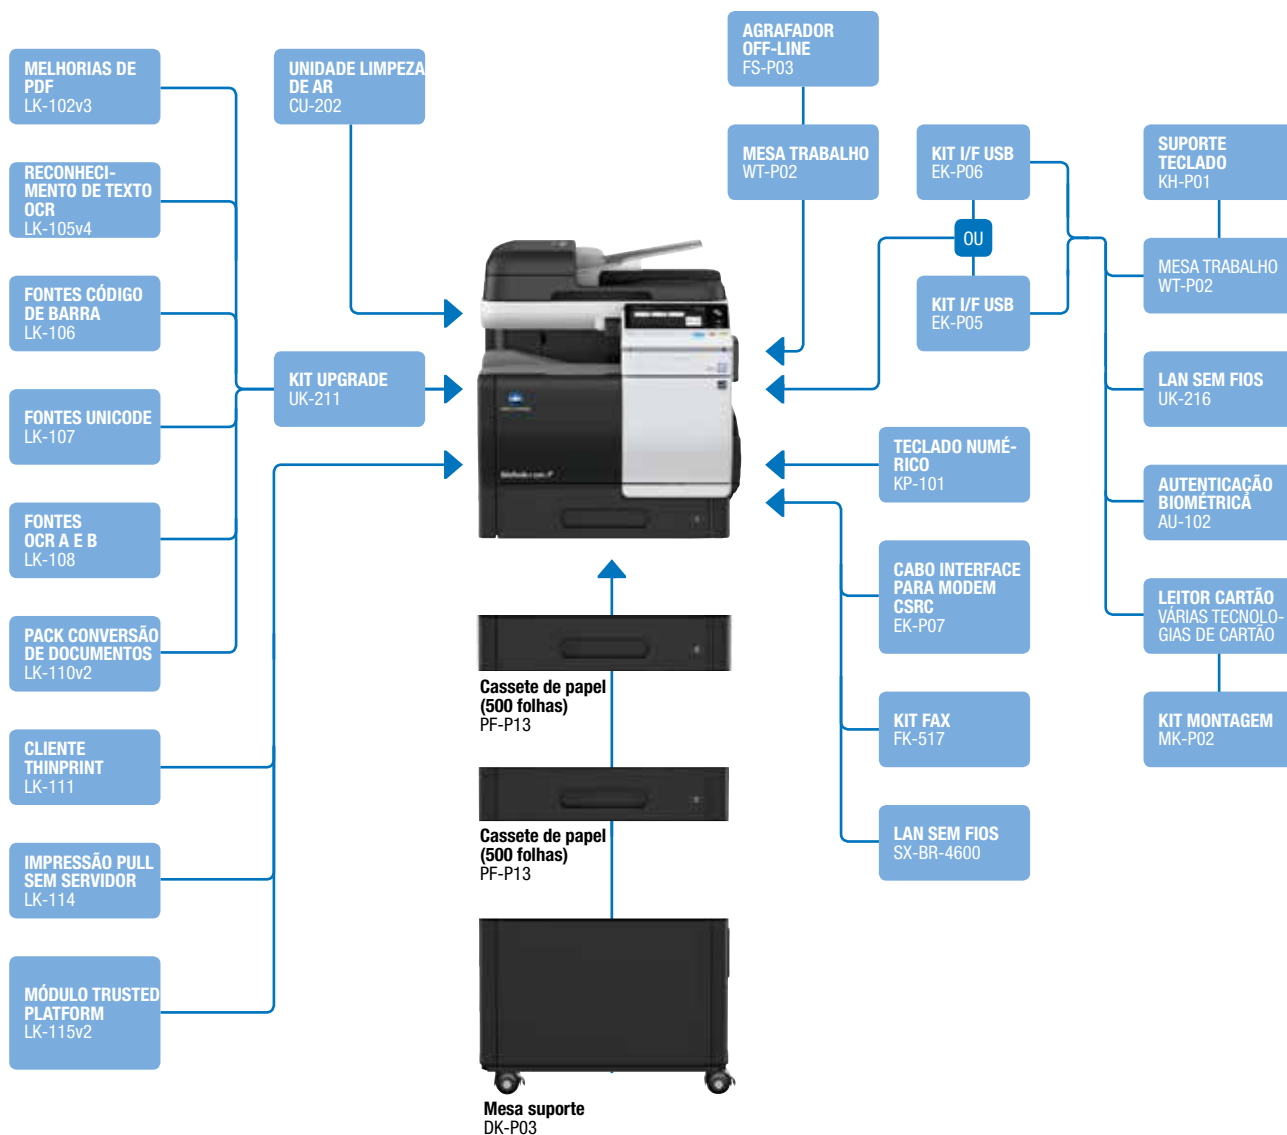 MELHORIAS DE
PDF
LK-102v3
RECONHECI-
MENTO DE TEXTO
OCR
LK-105v4
FONTES CÓDIGO
DE BARRA
LK-106
FONTES UNICODE
LK-107
FONTES
OCR A E B
LK-108
PACK CONVERSÃO
DE DOCUMENTOS
LK-110v2
CLIENTE
THINPRINT
LK-111
IMPRESSÃO PULL
SEM SERVIDOR
LK-114
MÓDULO TRUSTED
PLATFORM
LK-115v2
UNIDADE LIMPEZA
DE AR
CU-202
KIT UPGRADE
UK-211
Cassete de papel
(500 folhas)
PF-P13
Cassete de papel
(500 folhas)
PF-P13
Mesa suporte
DK-P03
AGRAFADOR
OFF-LINE
FS-P03
MESA TRABALHO
WT-P02
KIT I/F USB
EK-P06
OU
KIT I/F USB
EK-P05
TECLADO NUMÉ-
RICO
KP-101
CABO INTERFACE
PARA MODEM
CSRC
EK-P07
KIT FAX
FK-517
LAN SEM FIOS
SX-BR-4600
SUPORTE
TECLADO
KH-P01
MESA TRABALHO
WT-P02
LAN SEM FIOS
UK-216
AUTENTICAÇÃO
BIOMÉTRICA
AU-102
LEITOR CARTÃO
VÁRIAS TECNOLO-
GIAS DE CARTÃO
KIT MONTAGEM
MK-P02